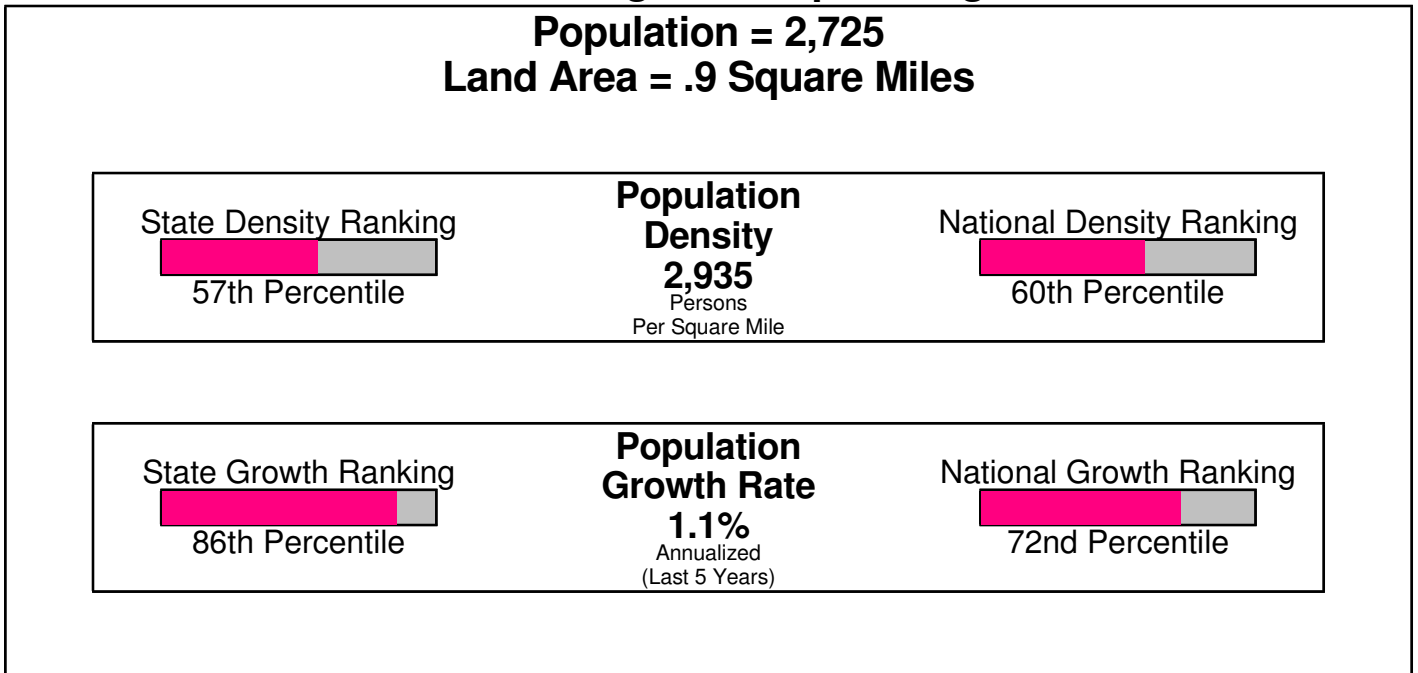 Population = 2,725
Land Area = .9 Square Miles
State Density Ranking
57th Percentile
Population
Density
2,935
Persons
Per Square Mile
National Density Ranking
60th Percentile
State Growth Ranking
86th Percentile
Population
Growth Rate
1.1%
Annualized
(Last 5 Years)
National Growth Ranking
72nd Percentile